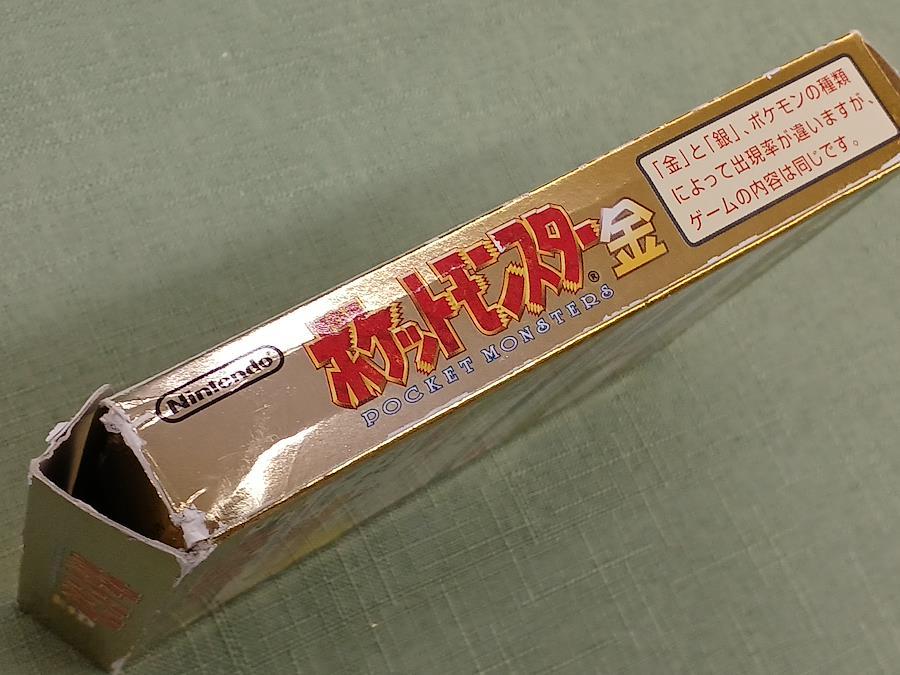 Nintendo®
ポケットモンスター金
POCKET MONSTERS®
「金」と「銀」、ポケモンの種類
によって出現率が違いますが、
ゲームの内容は同じです。